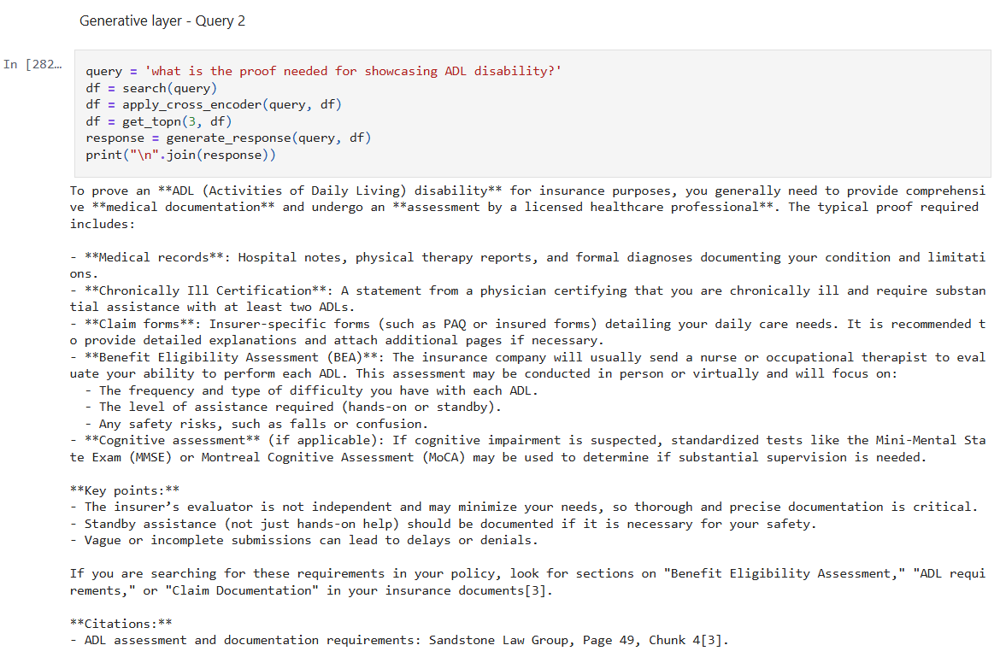 Generative layer - Query 2
In [282…
query = 'what is the proof needed for showcasing ADL disability?'
df = search(query)
df = apply_cross_encoder(query, df)
df = get_topn(3, df)
response = generate_response(query, df)
print("\n".join(response))
To prove an **ADL (Activities of Daily Living) disability** for insurance purposes, you generally need to provide comprehensi
ve **medical documentation** and undergo an **assessment by a licensed healthcare professional**. The typical proof required
includes:
- **Medical records**: Hospital notes, physical therapy reports, and formal diagnoses documenting your condition and limitati
ons.
- **Chronically Ill Certification**: A statement from a physician certifying that you are chronically ill and require substan
tial assistance with at least two ADLs.
- **Claim forms**: Insurer-specific forms (such as PAQ or insured forms) detailing your daily care needs. It is recommended t
o provide detailed explanations and attach additional pages if necessary.
- **Benefit Eligibility Assessment (BEA)**: The insurance company will usually send a nurse or occupational therapist to eval
uate your ability to perform each ADL. This assessment may be conducted in person or virtually and will focus on:
  - The frequency and type of difficulty you have with each ADL.
  - The level of assistance required (hands-on or standby).
  - Any safety risks, such as falls or confusion.
- **Cognitive assessment** (if applicable): If cognitive impairment is suspected, standardized tests like the Mini-Mental Sta
te Exam (MMSE) or Montreal Cognitive Assessment (MoCA) may be used to determine if substantial supervision is needed.
**Key points:**
- The insurer’s evaluator is not independent and may minimize your needs, so thorough and precise documentation is critical.
- Standby assistance (not just hands-on help) should be documented if it is necessary for your safety.
- Vague or incomplete submissions can lead to delays or denials.
If you are searching for these requirements in your policy, look for sections on "Benefit Eligibility Assessment," "ADL requi
rements," or "Claim Documentation" in your insurance documents[3].
**Citations:**
- ADL assessment and documentation requirements: Sandstone Law Group, Page 49, Chunk 4[3].